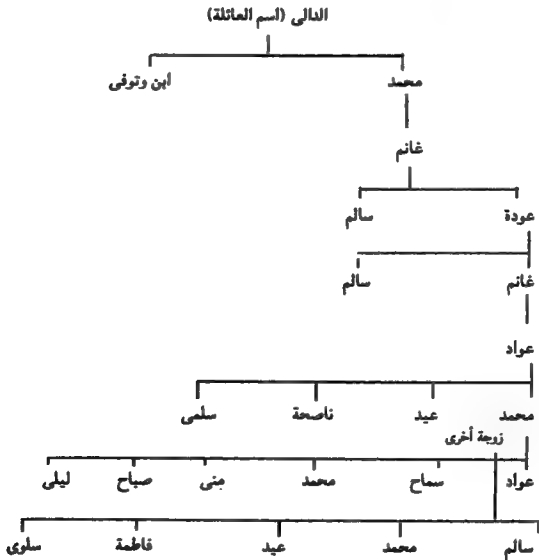 الدالى (اسم العائلة)
محمد ابن وتوفى
غانم
عودة سالم
غانم سالم
عواد
محمد عيد ناصحة سلمى
زوجة أخرى
عواد سماح محمد منى صباح ليلى
سالم محمد عيد فاطمة سلوى